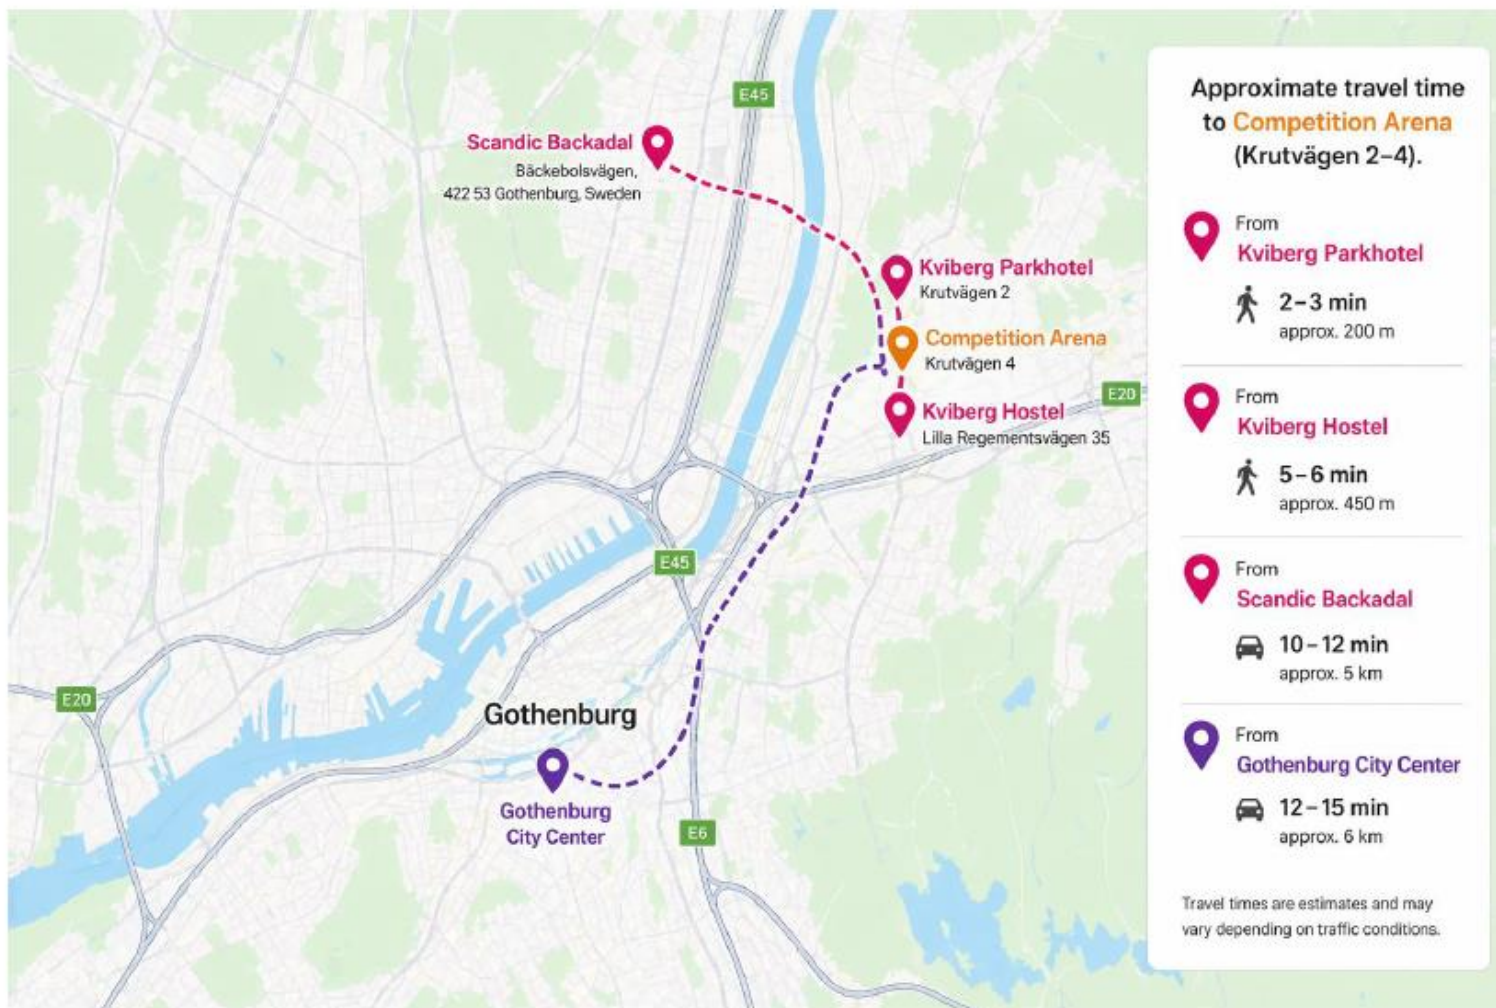 E45
Scandic Backadal
Bäckebolsvägen,
422 53 Gothenburg, Sweden
Kviberg Parkhotel
Krutvägen 2
Competition Arena
Krutvägen 4
E20
Kviberg Hostel
Lilla Regementsvägen 35
E45
E20
Gothenburg
Gothenburg
City Center
E6
Approximate travel time
to Competition Arena
(Krutvägen 2–4).
From
Kviberg Parkhotel
2–3 min
approx. 200 m
From
Kviberg Hostel
5–6 min
approx. 450 m
From
Scandic Backadal
10–12 min
approx. 5 km
From
Gothenburg City Center
12–15 min
approx. 6 km
Travel times are estimates and may
vary depending on traffic conditions.